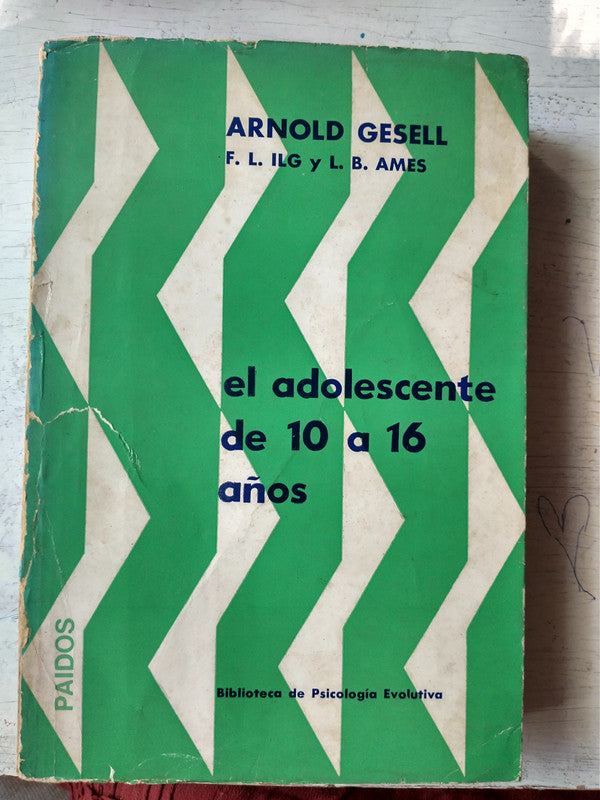 ARNOLD GESELL
F. L. ILG y L. B. AMES
el adolescente
de 10 a 16
años
Biblioteca de Psicología Evolutiva
PAIDOS